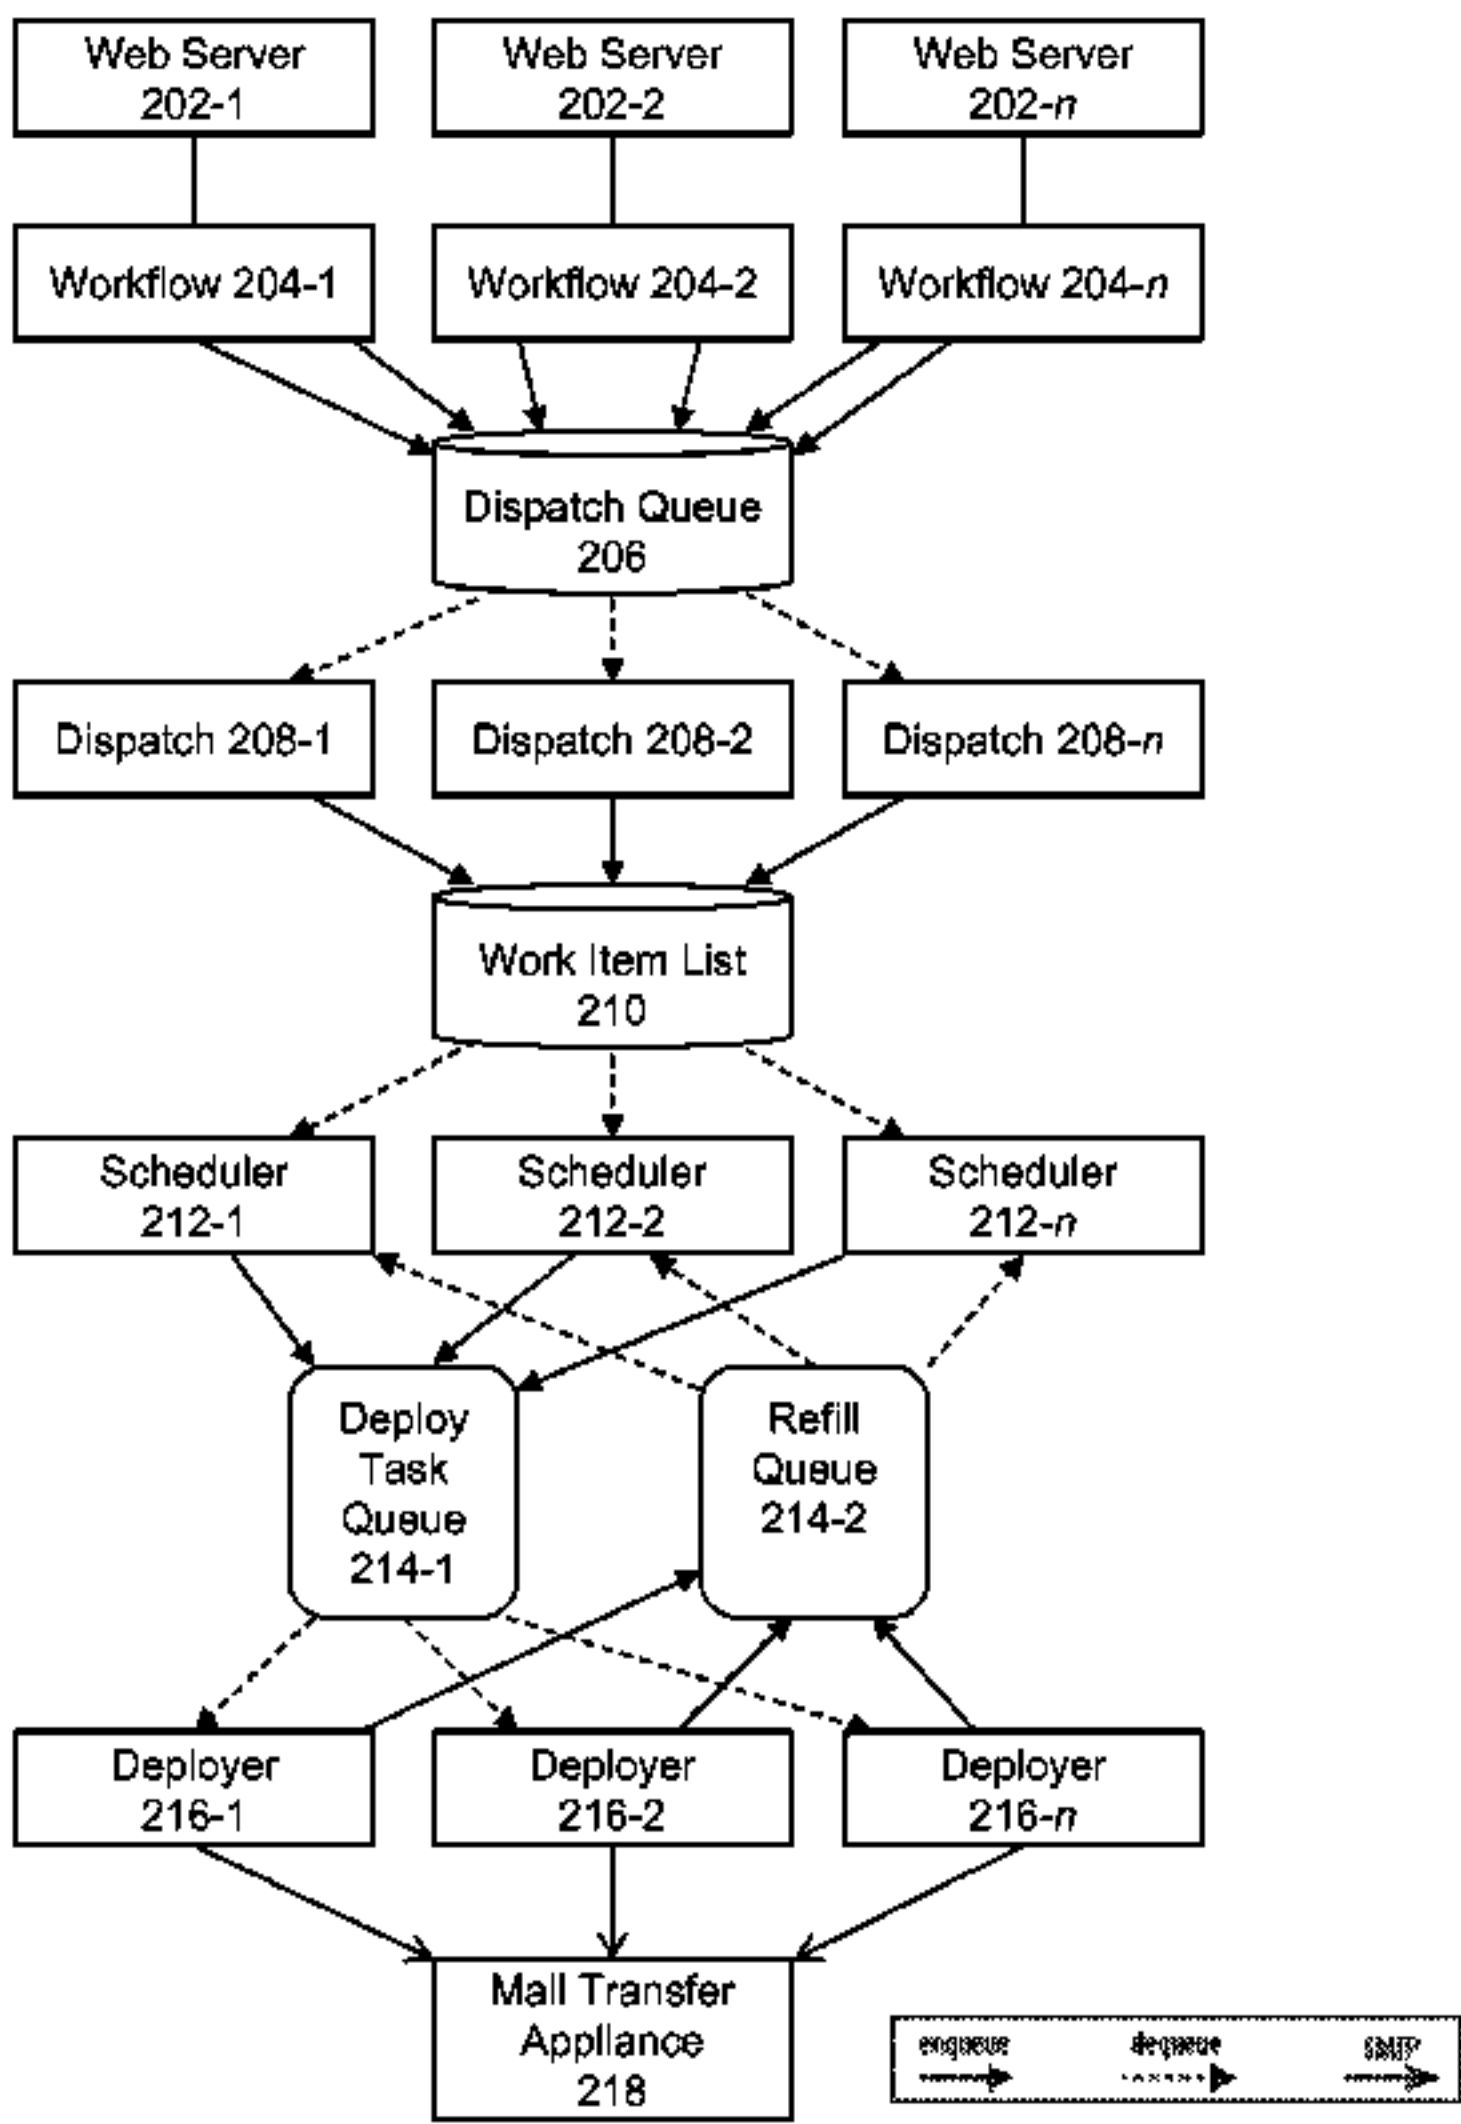 Web Server
202-1
Web Server
202-2
Web Server
202-n
Workflow 204-1
Workflow 204-2
Workflow 204-n
Dispatch Queue
206
Dispatch 208-1
Dispatch 208-2
Dispatch 208-n
Work Item List
210
Scheduler
212-1
Scheduler
212-2
Scheduler
212-n
Deploy
Task
Queue
214-1
Refill
Queue
214-2
Deployer
216-1
Deployer
216-2
Deployer
216-n
Mail Transfer
Appliance
218
enqueue
dequeue